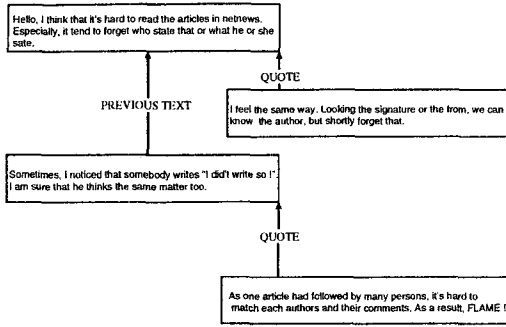 Hello, I think that it's hard to read the articles in netnews.
Especially, it tend to forget who state that or what he or she
sate.
QUOTE
PREVIOUS TEXT
I feel the same way. Looking the signature or the from, we can
know the author, but shortly forget that.
Sometimes, I noticed that somebody writes "I did't write so !".
I am sure that he thinks the same matter too.
QUOTE
As one article had followed by many persons, it's hard to
match each authors and their comments. As a result, FLAME !